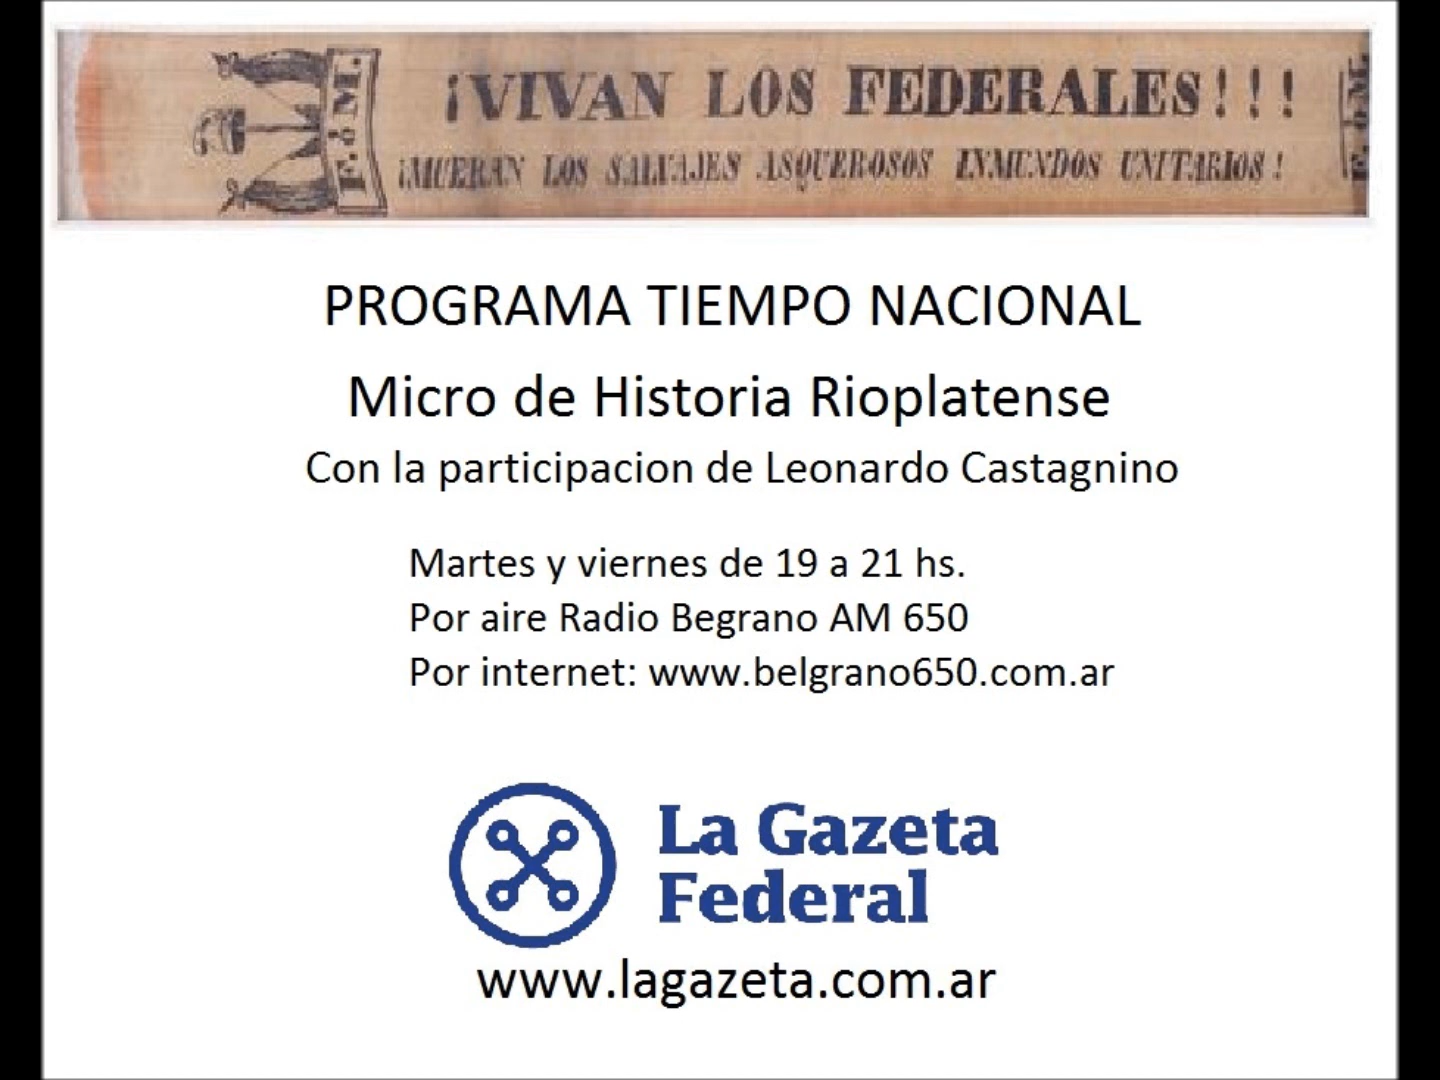 F. ó M.
¡VIVAN LOS FEDERALES!!!
¡MUERAN LOS SALVAJES ASQUEROSOS INMUNDOS UNITARIOS!
F. ó M.
PROGRAMA TIEMPO NACIONAL
Micro de Historia Rioplatense
Con la participacion de Leonardo Castagnino
Martes y viernes de 19 a 21 hs.
Por aire Radio Begrano AM 650
Por internet: www.belgrano650.com.ar
La Gazeta
Federal
www.lagazeta.com.ar